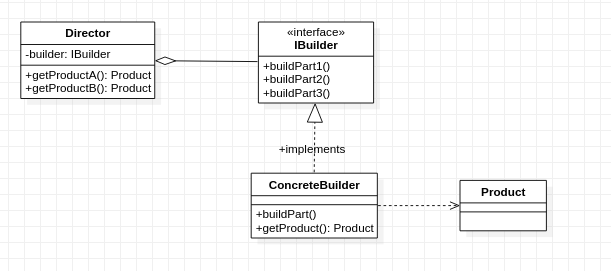 Director
-builder: IBuilder
+getProductA(): Product
+getProductB(): Product
«interface»
IBuilder
+buildPart1()
+buildPart2()
+buildPart3()
+implements
ConcreteBuilder
+buildPart()
+getProduct(): Product
Product